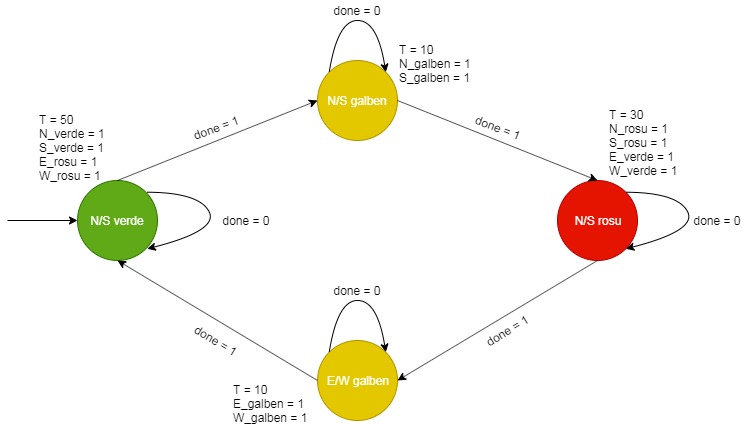 done = 0
T = 10
N_galben = 1
S_galben = 1
N/S galben
done = 1
done = 1
T = 50
N_verde = 1
S_verde = 1
E_rosu = 1
W_rosu = 1
T = 30
N_rosu = 1
S_rosu = 1
E_verde = 1
W_verde = 1
N/S verde
done = 0
N/S rosu
done = 0
done = 0
done = 1
done = 1
E/W galben
T = 10
E_galben = 1
W_galben = 1